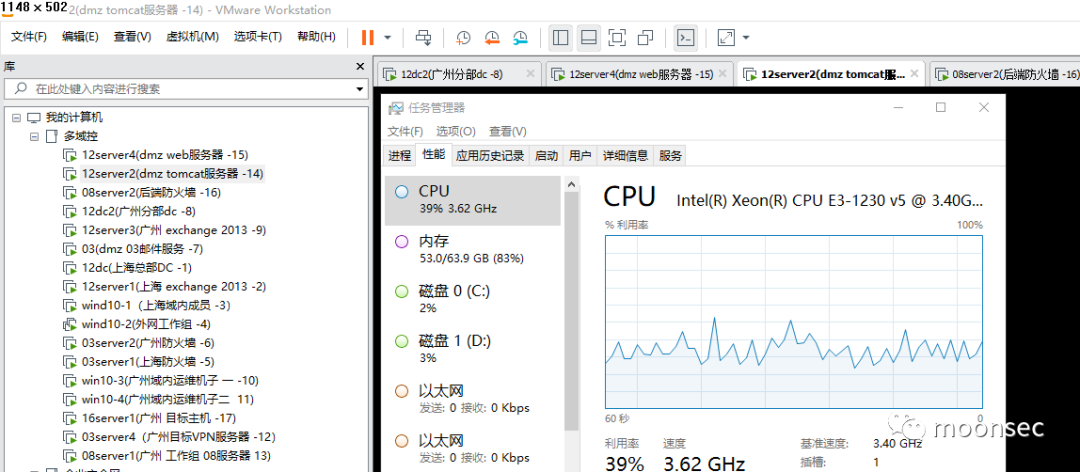 1148 × 502
2(dmz tomcat服务器 -14) - VMware Workstation
文件(F) 编辑(E) 查看(V) 虚拟机(M) 选项卡(T) 帮助(H)
库
在此处键入内容进行搜索
我的计算机
多域控
12server4(dmz web服务器 -15)
12server2(dmz tomcat服务器 -14)
08server2(后端防火墙 -16)
12dc2(广州分部dc -8)
12server3(广州 exchange 2013 -9)
03(dmz 03邮件服务 -7)
12dc(上海总部DC -1)
12server1(上海 exchange 2013 -2)
wind10-1（上海域内成员 -3）
wind10-2(外网工作组 -4)
03server2(广州防火墙 -6)
03server1(上海防火墙 -5)
win10-3(广州域内运维机子 一 -10)
win10-4(广州域内运维机子二 11)
16server1(广州 目标主机 -17)
03server4（广州目标VPN服务器 -12）
08server1(广州 工作组 08服务器 13)
12dc2(广州分部dc -8)
12server4(dmz web服务器 -15)
12server2(dmz tomcat服...
08server2(后端防火墙 -16)
任务管理器
文件(F) 选项(O) 查看(V)
进程 性能 应用历史记录 启动 用户 详细信息 服务
CPU
39% 3.62 GHz
内存
53.0/63.9 GB (83%)
磁盘 0 (C:)
2%
磁盘 1 (D:)
3%
以太网
发送: 0 接收: 0 Kbps
以太网
发送: 0 接收: 0 Kbps
CPU Intel(R) Xeon(R) CPU E3-1230 v5 @ 3.40G...
% 利用率 100%
60 秒 0
利用率 速度 基准速度: 3.40 GHz
39% 3.62 GHz 插槽: 1
moonsec